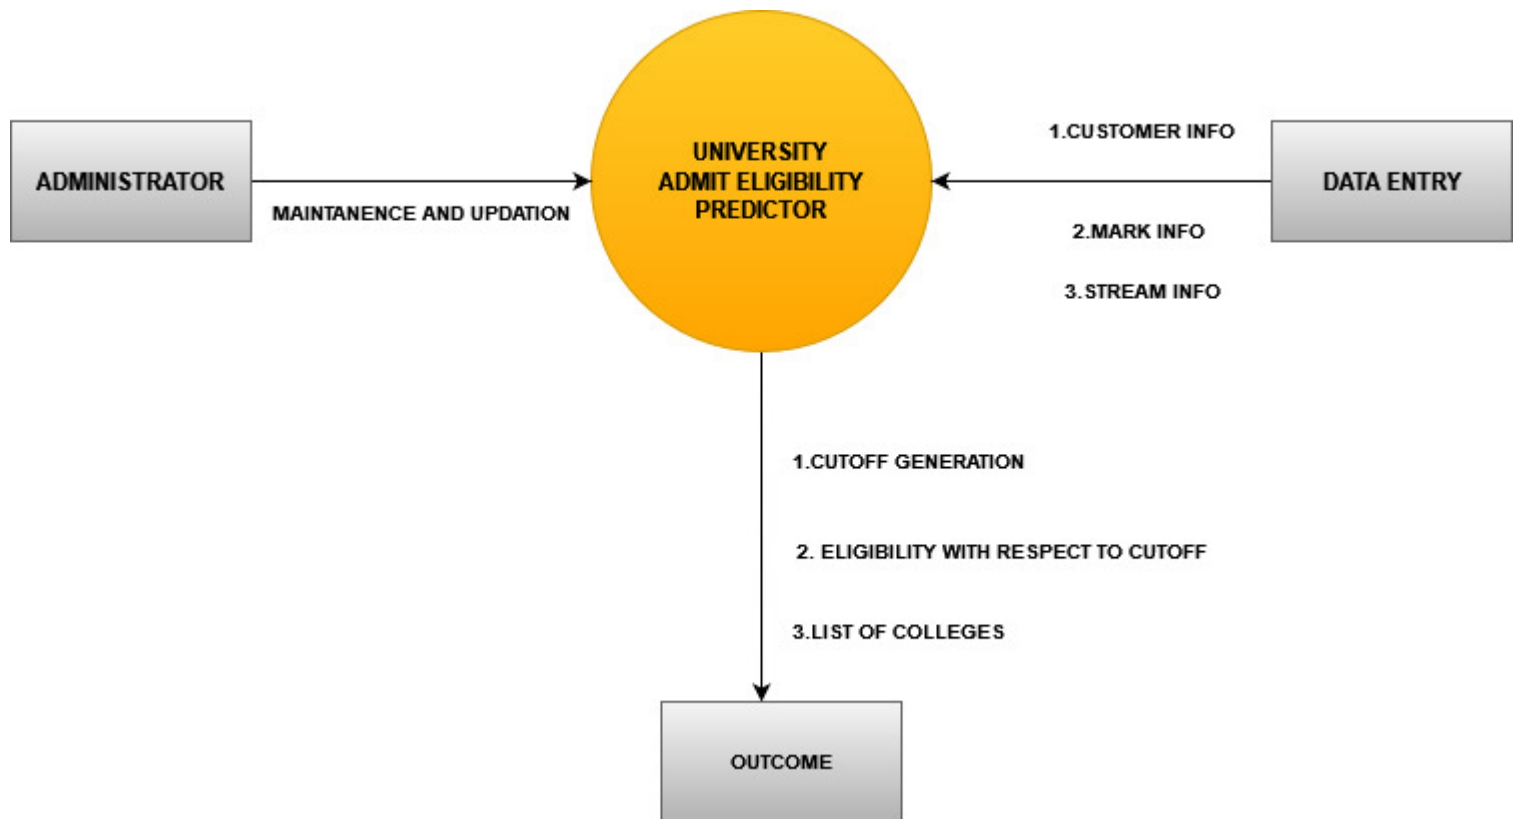 ADMINISTRATOR
MAINTANENCE AND UPDATION
UNIVERSITY
ADMIT ELIGIBILITY
PREDICTOR
1.CUSTOMER INFO
2.MARK INFO
3.STREAM INFO
DATA ENTRY
1.CUTOFF GENERATION
2. ELIGIBILITY WITH RESPECT TO CUTOFF
3.LIST OF COLLEGES
OUTCOME